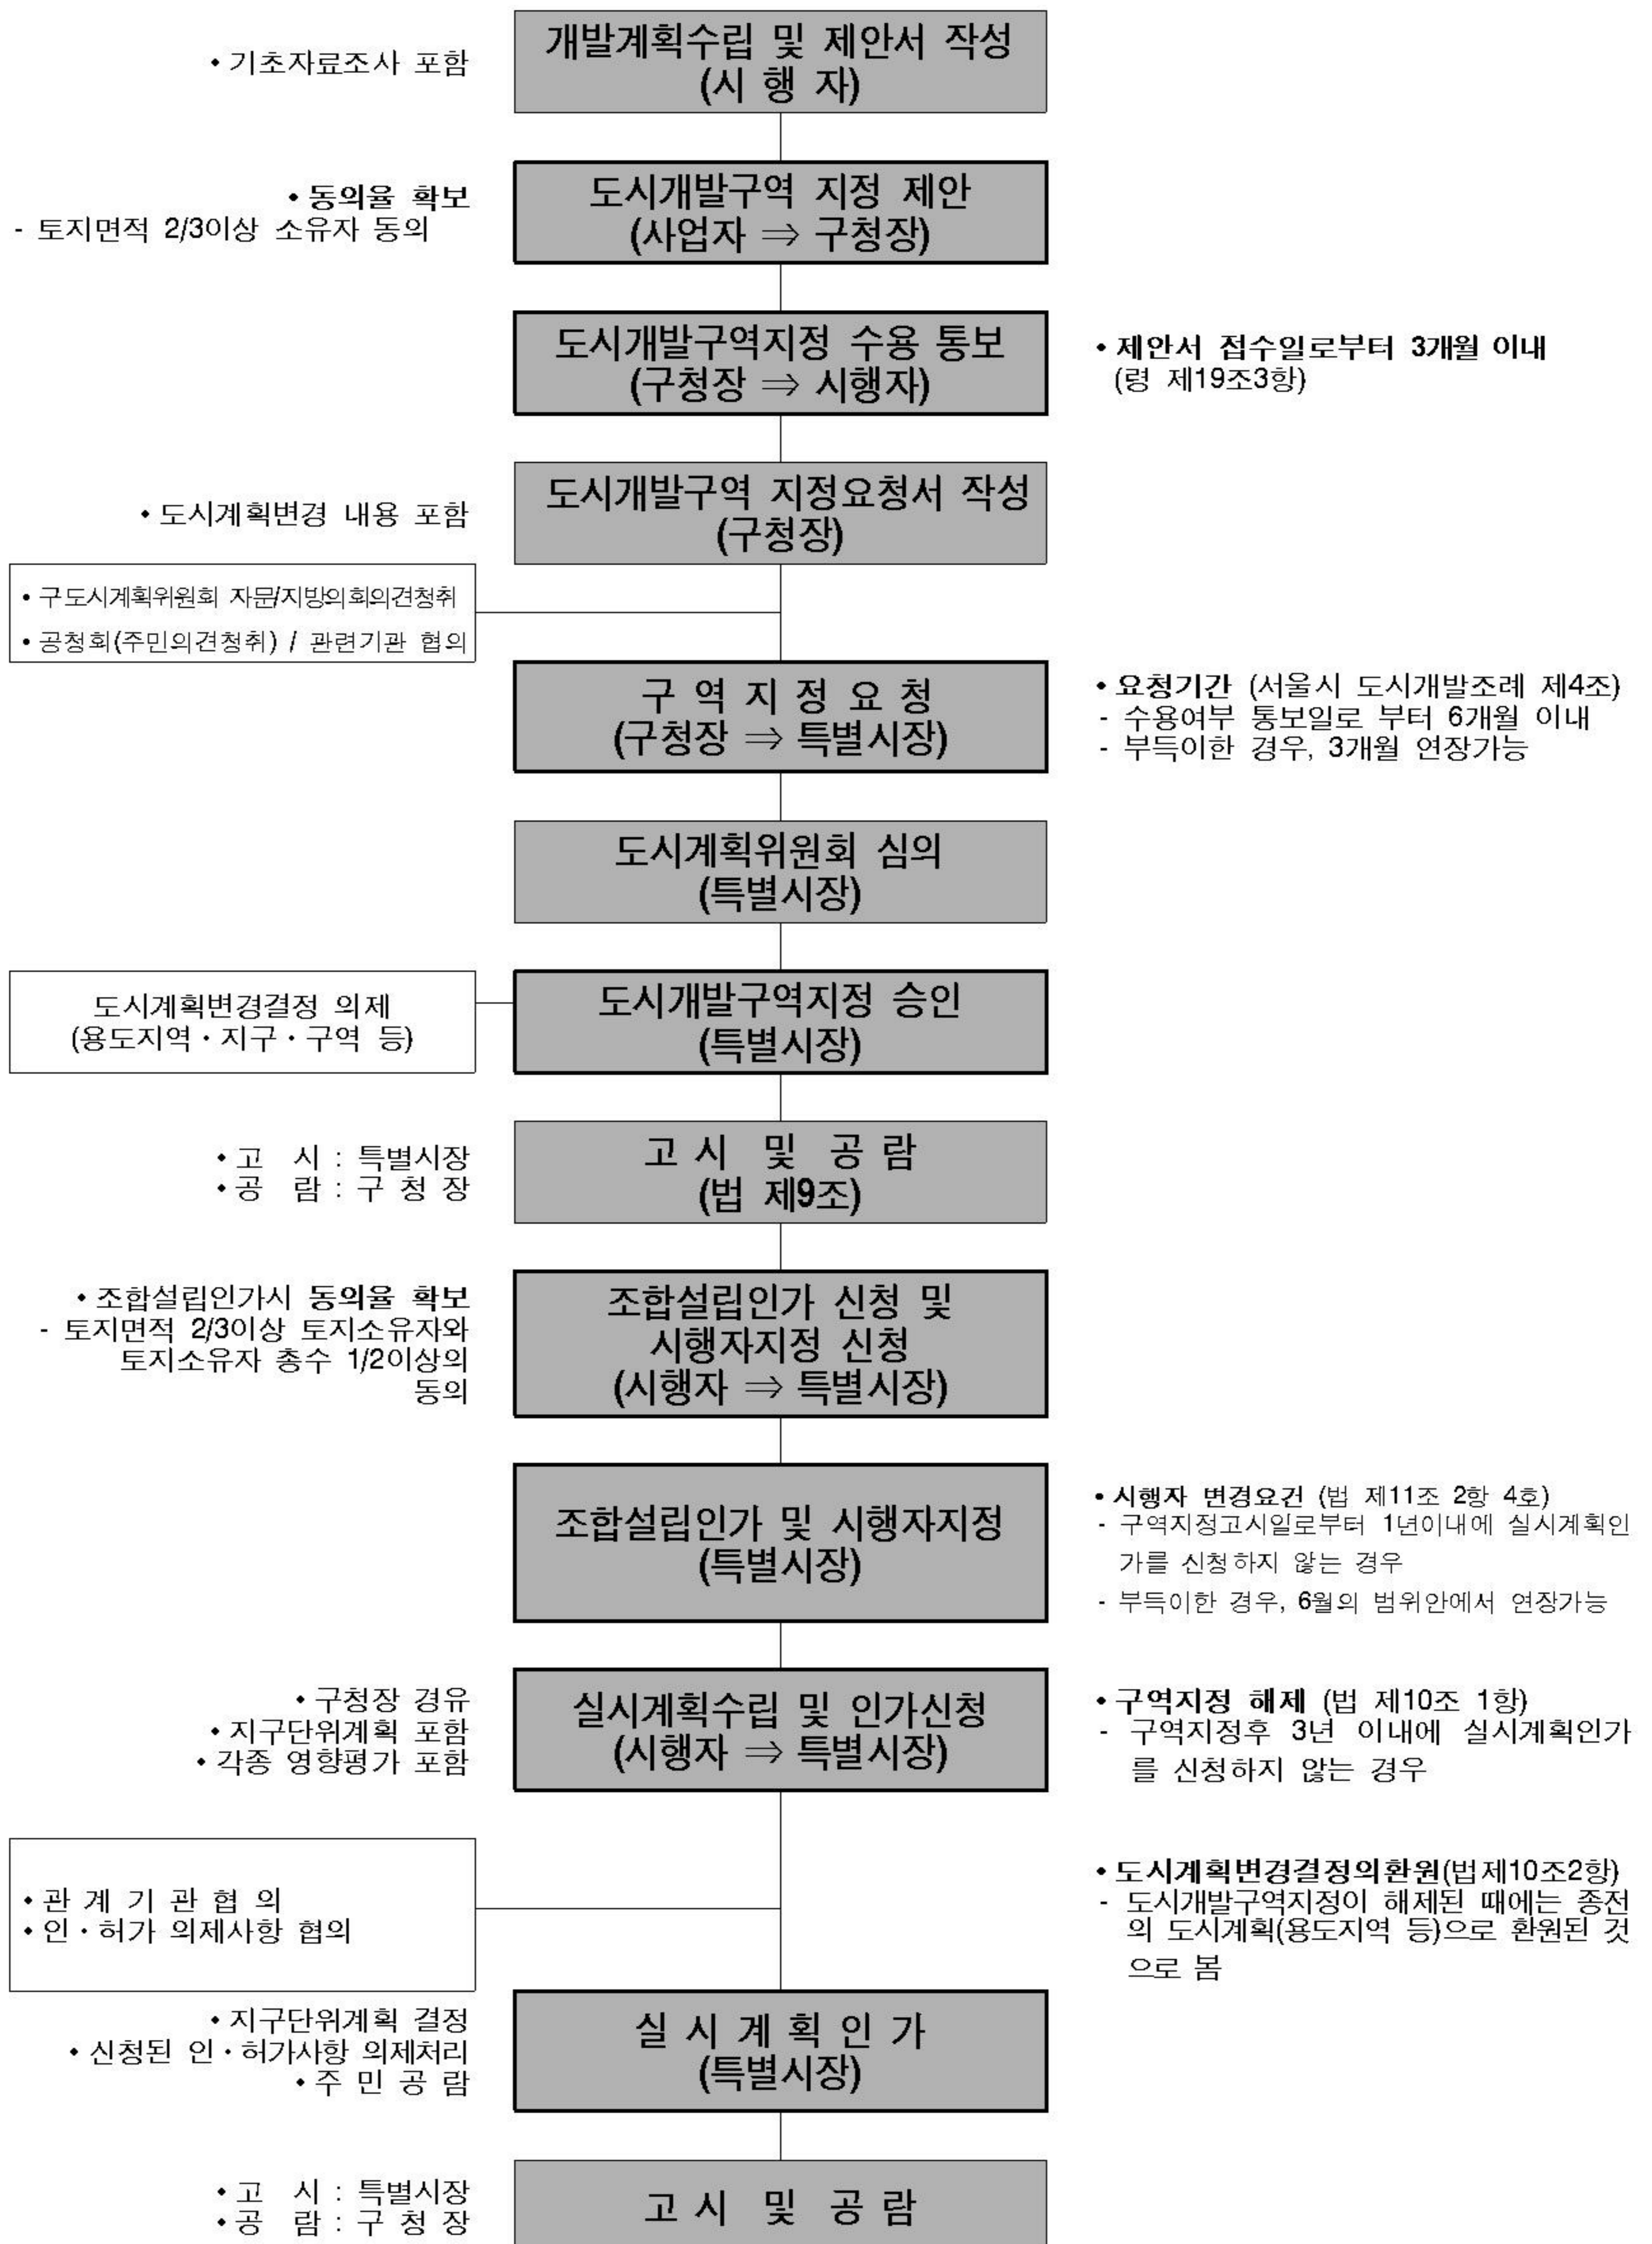 개발계획수립 및 제안서 작성
(시 행 자)
• 기초자료조사 포함
도시개발구역 지정 제안
(사업자 ⇒ 구청장)
• 동의율 확보
- 토지면적 2/3이상 소유자 동의
도시개발구역지정 수용 통보
(구청장 ⇒ 시행자)
• 제안서 접수일로부터 3개월 이내
(령 제19조3항)
도시개발구역 지정요청서 작성
(구청장)
• 도시계획변경 내용 포함
• 구도시계획위원회 자문/지방의회의견청취
• 공청회(주민의견청취) / 관련기관 협의
구 역 지 정 요 청
(구청장 ⇒ 특별시장)
• 요청기간 (서울시 도시개발조례 제4조)
- 수용여부 통보일로 부터 6개월 이내
- 부득이한 경우, 3개월 연장가능
도시계획위원회 심의
(특별시장)
도시계획변경결정 의제
(용도지역·지구·구역 등)
도시개발구역지정 승인
(특별시장)
• 고 시 : 특별시장
• 공 람 : 구 청 장
고 시 및 공 람
(법 제9조)
• 조합설립인가시 동의율 확보
- 토지면적 2/3이상 토지소유자와
토지소유자 총수 1/2이상의
동의
조합설립인가 신청 및
시행자지정 신청
(시행자 ⇒ 특별시장)
조합설립인가 및 시행자지정
(특별시장)
• 시행자 변경요건 (법 제11조 2항 4호)
- 구역지정고시일로부터 1년이내에 실시계획인
가를 신청하지 않는 경우
- 부득이한 경우, 6월의 범위안에서 연장가능
• 구청장 경유
• 지구단위계획 포함
• 각종 영향평가 포함
실시계획수립 및 인가신청
(시행자 ⇒ 특별시장)
• 구역지정 해제 (법 제10조 1항)
- 구역지정후 3년 이내에 실시계획인가
를 신청하지 않는 경우
• 관 계 기 관 협 의
• 인·허가 의제사항 협의
• 도시계획변경결정의환원(법제10조2항)
- 도시개발구역지정이 해제된 때에는 종전
의 도시계획(용도지역 등)으로 환원된 것
으로 봄
• 지구단위계획 결정
• 신청된 인·허가사항 의제처리
• 주 민 공 람
실 시 계 획 인 가
(특별시장)
• 고 시 : 특별시장
• 공 람 : 구 청 장
고 시 및 공 람